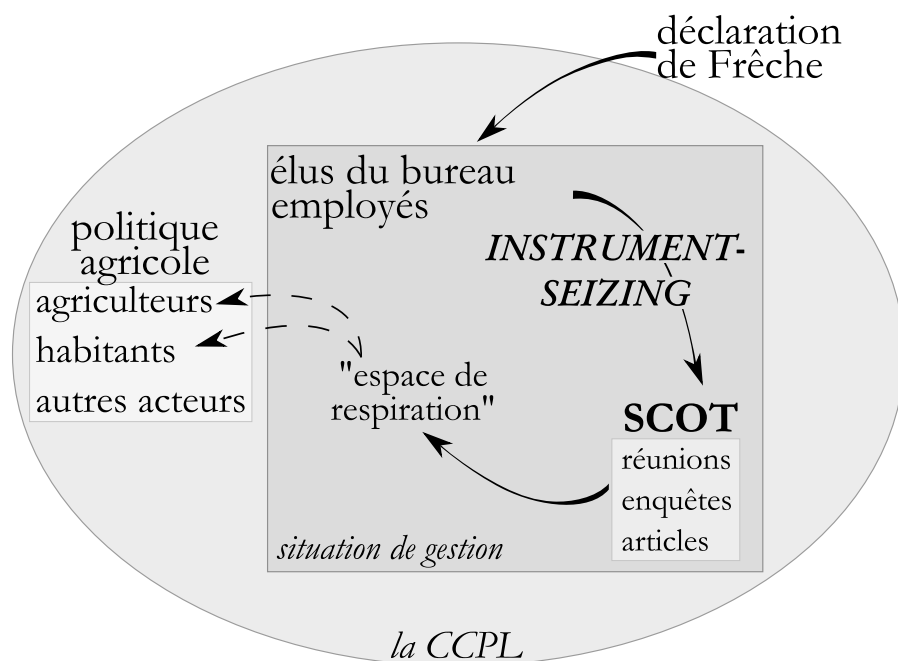 déclaration
de Frêche
élus du bureau
employés
INSTRUMENT-
SEIZING
politique
agricole
agriculteurs
habitants
autres acteurs
"espace de
respiration"
SCOT
réunions
enquêtes
articles
situation de gestion
la CCPL